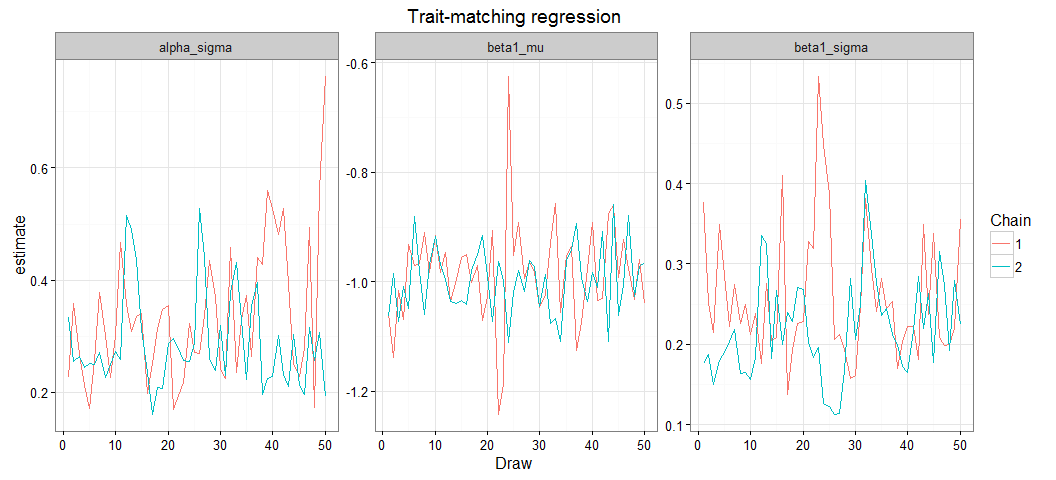 Trait-matching regression
alpha_sigma
beta1_mu
beta1_sigma
estimate
0.6
0.4
0.2
-0.6
-0.8
-1.0
-1.2
0.5
0.4
0.3
0.2
0.1
0 10 20 30 40 50
0 10 20 30 40 50
0 10 20 30 40 50
Draw
Chain
1
2